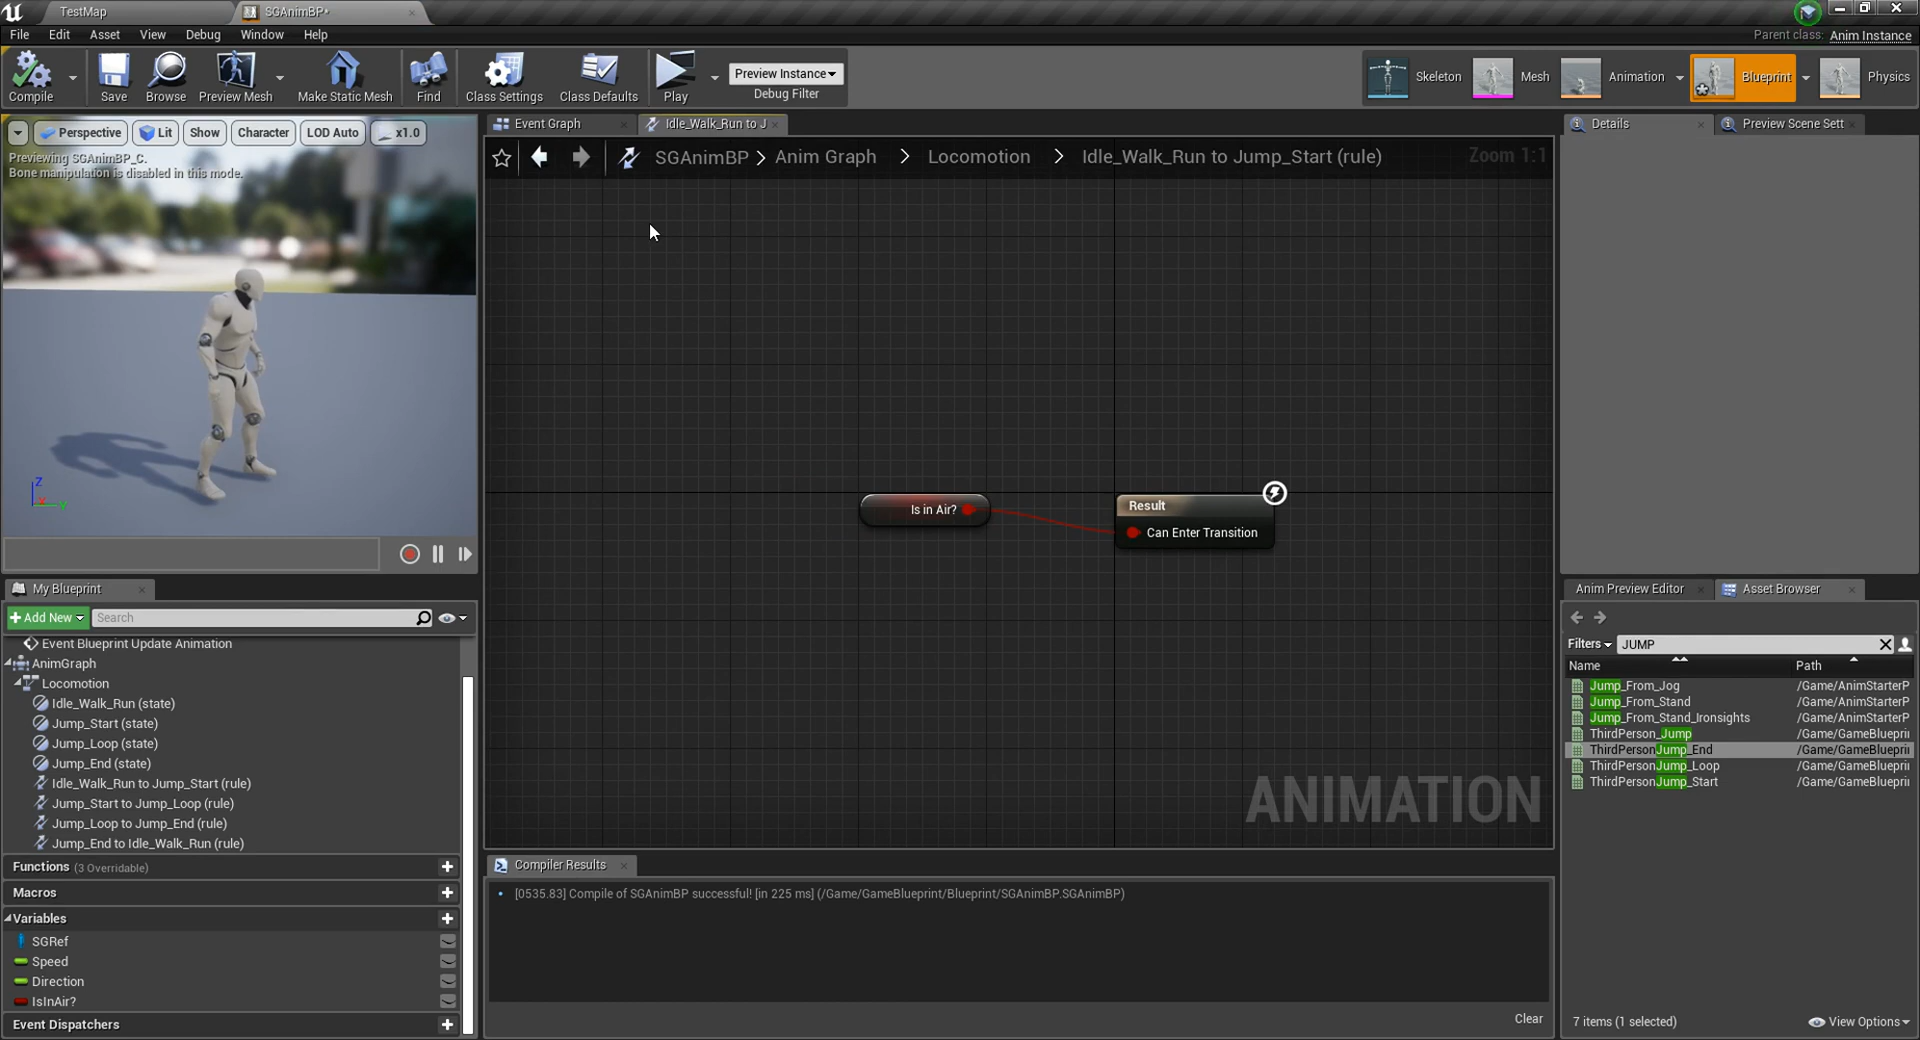 TestMap
SGAnimBP*
File Edit Asset View Debug Window Help
Parent class: Anim Instance
Compile
Save
Browse
Preview Mesh
Make Static Mesh
Find
Class Settings
Class Defaults
Play
Preview Instance
Debug Filter
Skeleton
Mesh
Animation
Blueprint
Physics
Perspective Lit Show Character LOD Auto x1.0
Previewing SGAnimBP_C.
Bone manipulation is disabled in this mode.
Z
X
Y
Event Graph
Idle_Walk_Run to J
SGAnimBP > Anim Graph > Locomotion > Idle_Walk_Run to Jump_Start (rule)
Zoom 1:1
Is in Air?
Result
Can Enter Transition
ANIMATION
Details
Preview Scene Sett
My Blueprint
+Add New
Search
Event Blueprint Update Animation
AnimGraph
Locomotion
Idle_Walk_Run (state)
Jump_Start (state)
Jump_Loop (state)
Jump_End (state)
Idle_Walk_Run to Jump_Start (rule)
Jump_Start to Jump_Loop (rule)
Jump_Loop to Jump_End (rule)
Jump_End to Idle_Walk_Run (rule)
Functions (3 Overridable)
Macros
Variables
SGRef
Speed
Direction
IsInAir?
Event Dispatchers
Compiler Results
[0535.83] Compile of SGAnimBP successful! [in 225 ms] (/Game/GameBlueprint/Blueprint/SGAnimBP.SGAnimBP)
Clear
Anim Preview Editor
Asset Browser
Filters
JUMP
Name Path
Jump_From_Jog /Game/AnimStarterP
Jump_From_Stand /Game/AnimStarterP
Jump_From_Stand_Ironsights /Game/AnimStarterP
ThirdPerson_Jump /Game/GameBlueprii
ThirdPersonJump_End /Game/GameBlueprii
ThirdPersonJump_Loop /Game/GameBlueprii
ThirdPersonJump_Start /Game/GameBlueprii
7 items (1 selected)
View Options